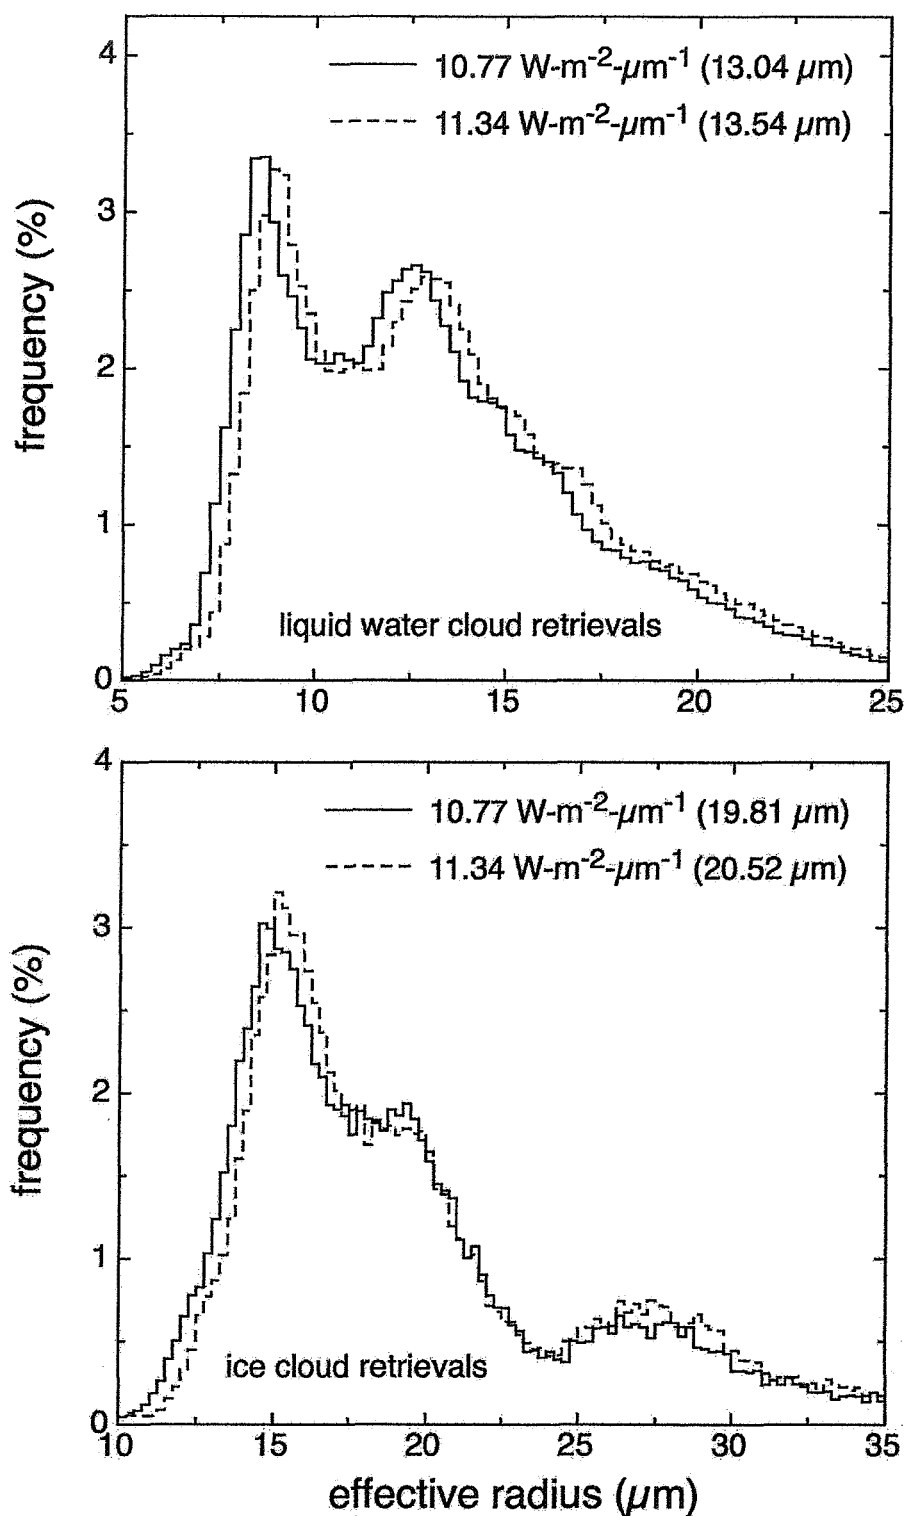 4
10.77 W-m⁻²-µm⁻¹ (13.04 µm)
11.34 W-m⁻²-µm⁻¹ (13.54 µm)
3
frequency (%)
2
1
liquid water cloud retrievals
0
5 10 15 20 25
4
10.77 W-m⁻²-µm⁻¹ (19.81 µm)
11.34 W-m⁻²-µm⁻¹ (20.52 µm)
3
frequency (%)
2
1
ice cloud retrievals
0
10 15 20 25 30 35
effective radius (µm)